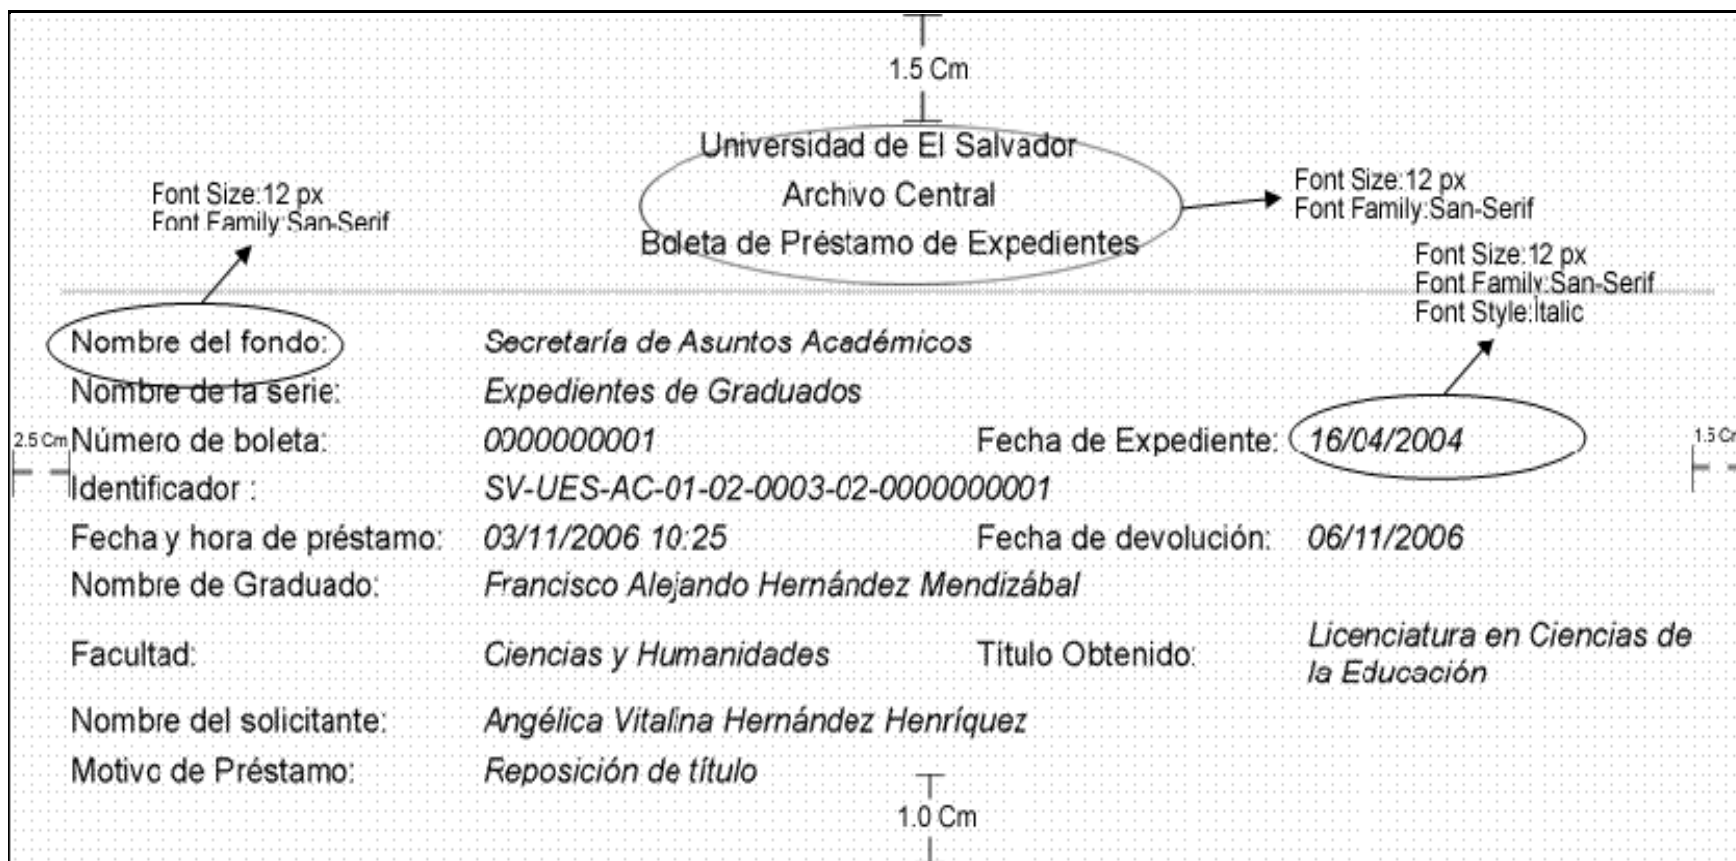 1.5 Cm
Universidad de El Salvador
Archivo Central
Boleta de Préstamo de Expedientes
Font Size:12 px
Font Family:San-Serif
Font Size:12 px
Font Family:San-Serif
Font Size:12 px
Font Family:San-Serif
Font Style:Italic
Nombre del fondo: Secretaría de Asuntos Académicos
Nombre de la serie: Expedientes de Graduados
2.5 Cm Número de boleta: 0000000001 Fecha de Expediente: 16/04/2004 1.5 Cm
Identificador : SV-UES-AC-01-02-0003-02-0000000001
Fecha y hora de préstamo: 03/11/2006 10:25 Fecha de devolución: 06/11/2006
Nombre de Graduado: Francisco Alejando Hernández Mendizábal
Facultad: Ciencias y Humanidades Título Obtenido: Licenciatura en Ciencias de
la Educación
Nombre del solicitante: Angélica Vitalina Hernández Henríquez
Motivo de Préstamo: Reposición de título
1.0 Cm